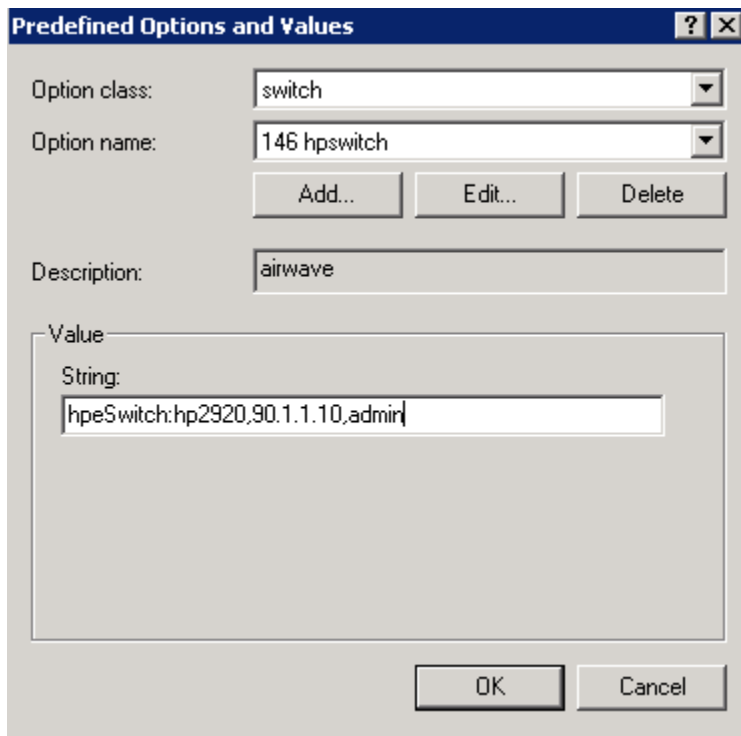 Predefined Options and Values
Option class: switch
Option name: 146 hpswitch
Add... Edit... Delete
Description: airwave
Value
String:
hpeSwitch:hp2920,90.1.1.10,admin
OK Cancel